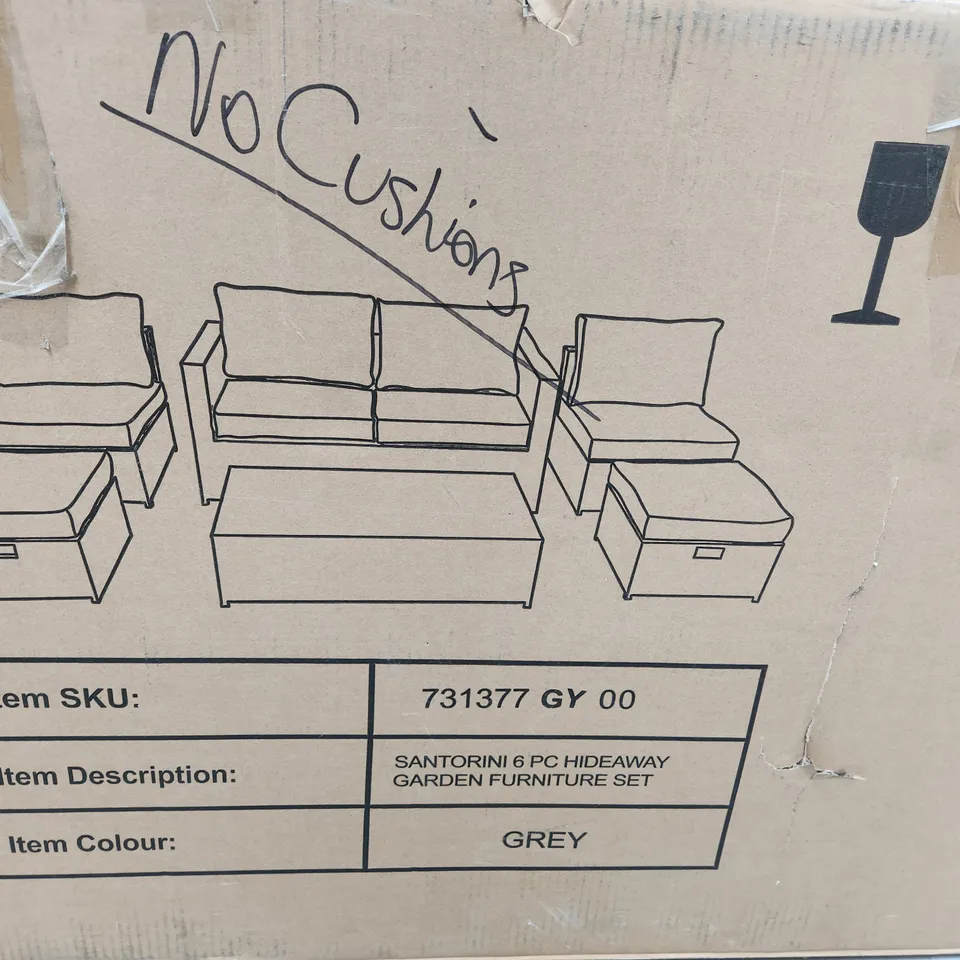 No Cushions
Item SKU:
731377 GY 00
Item Description:
SANTORINI 6 PC HIDEAWAY
GARDEN FURNITURE SET
Item Colour:
GREY